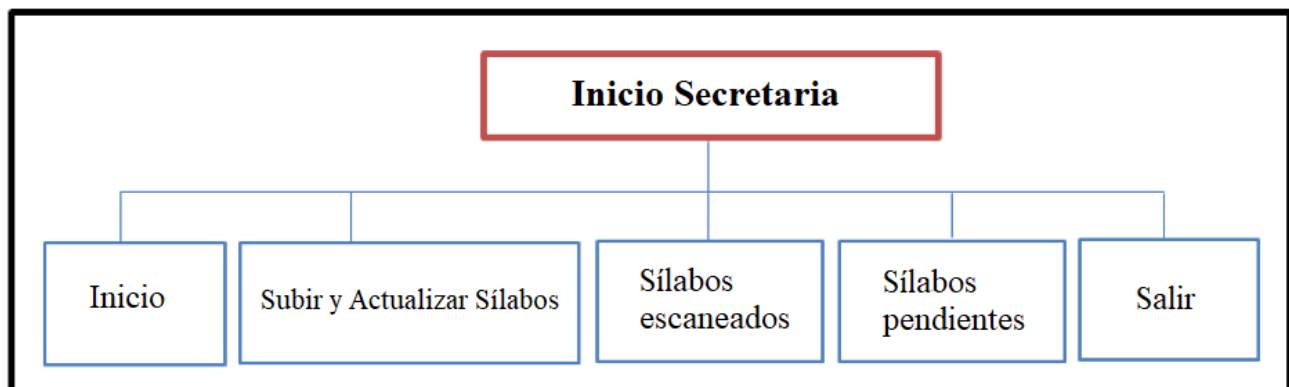 Inicio Secretaria
Inicio
Subir y Actualizar Sílabos
Sílabos
escaneados
Sílabos
pendientes
Salir